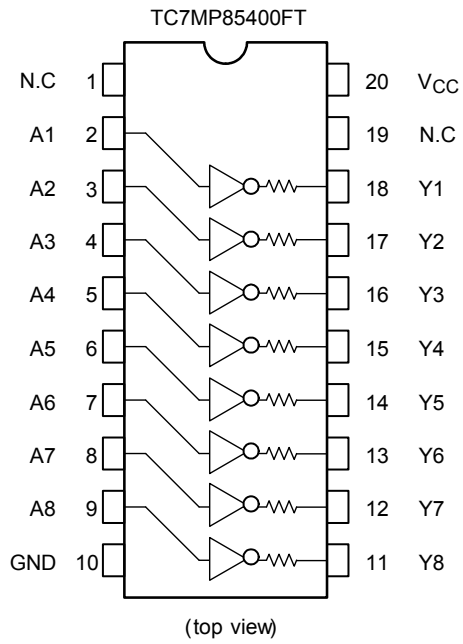 TC7MP85400FT
N.C 1 20 VCC
A1 2 19 N.C
A2 3 18 Y1
A3 4 17 Y2
A4 5 16 Y3
A5 6 15 Y4
A6 7 14 Y5
A7 8 13 Y6
A8 9 12 Y7
GND 10 11 Y8
(top view)